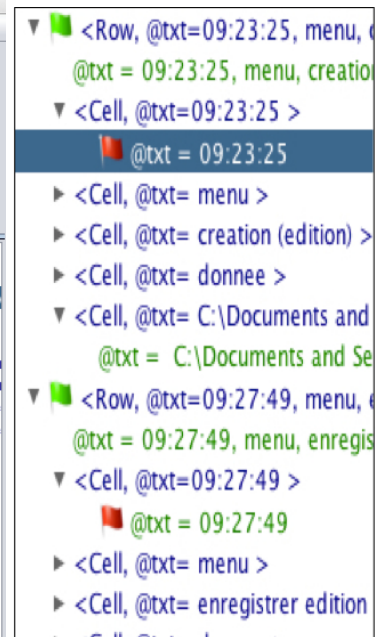 <Row, @txt=09:23:25, menu,
@txt = 09:23:25, menu, creation
<Cell, @txt=09:23:25 >
@txt = 09:23:25
<Cell, @txt= menu >
<Cell, @txt= creation (edition) >
<Cell, @txt= donnee >
<Cell, @txt= C:\Documents and
@txt = C:\Documents and Se
<Row, @txt=09:27:49, menu, e
@txt = 09:27:49, menu, enregis
<Cell, @txt=09:27:49 >
@txt = 09:27:49
<Cell, @txt= menu >
<Cell, @txt= enregistrer edition